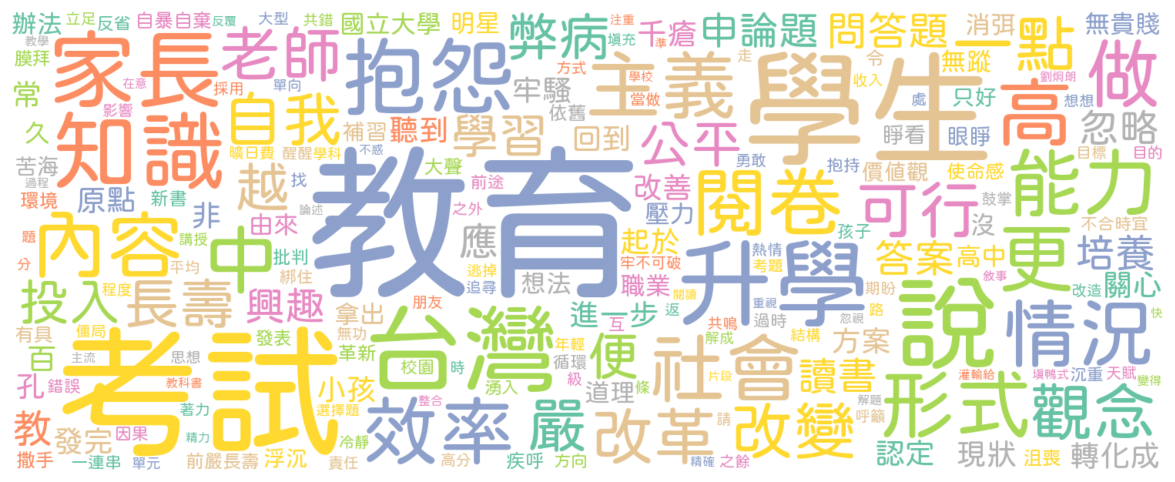 辦法 立足 反省 自暴自棄 反覆 大型 共錯 國立大學 明星 弊病 注重 千瘡 申論題 問答題 消弭 一點 無貴賤
教學 膜拜 家長 老師 抱怨 填充 方式 準 主義 學校 走 學生 令 無蹤 劉炯朗 做
常 在意 採用 單向 牢騷 當做 收入 處 只好 高 想想
久 影響 知識 自我 補習 聽到 學習 依舊 回到 公平 睜看 眼睜 忽略
苦海 曠日費 醒醒 學科 不惑 大聲 勇敢 抱持 價值觀 使命感 目標 目的
過程 環境 原點 新書 越 找 教育 前途 改善 閱卷 可行 鼓掌 能力
非 由來 之外 壓力 孩子 沒 不合時宜
題 內容 講授 中 批判 應 起於 熱情 答案 高中 更 培養
分 平均 綁住 逃掉 追尋 想法 牢不可破 職業 升學 考題 期盼 敘事 改造 關心
投入 程度 長壽 興趣 拿出 朋友 進一步 閱讀 返 重視 過時 路 說 情況 快
有具 僵局 發表 無功 台灣 互 共鳴 解成 忽視 結構 方案
百 考試 主流 思想 革新 校園 時 年輕 循環 便 社會 片段 讀書 灌輸給 填鴨式 沉重 天賦 變得
孔 錯誤 教科書 小孩 湧入 級 道理 條 形式 觀念
教 著力 選擇題 效率 整合 嚴 改革 請 改變 解題 呼籲
發完 因果 精力 冷靜 疾呼 認定 現狀 轉化成
撒手 一連串 單元 前嚴長壽 浮沉 責任 高分 方向 精確 之餘 沮喪
論述